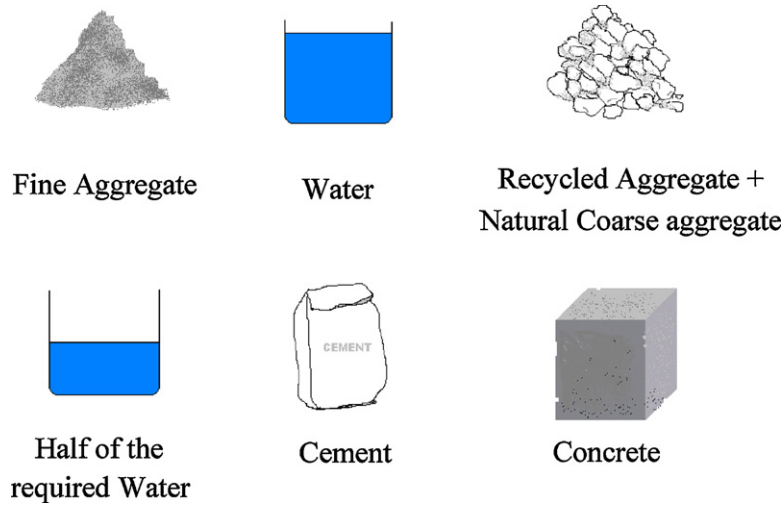 Fine Aggregate
Water
Recycled Aggregate +
Natural Coarse aggregate
Half of the
required Water
CEMENT
Cement
Concrete